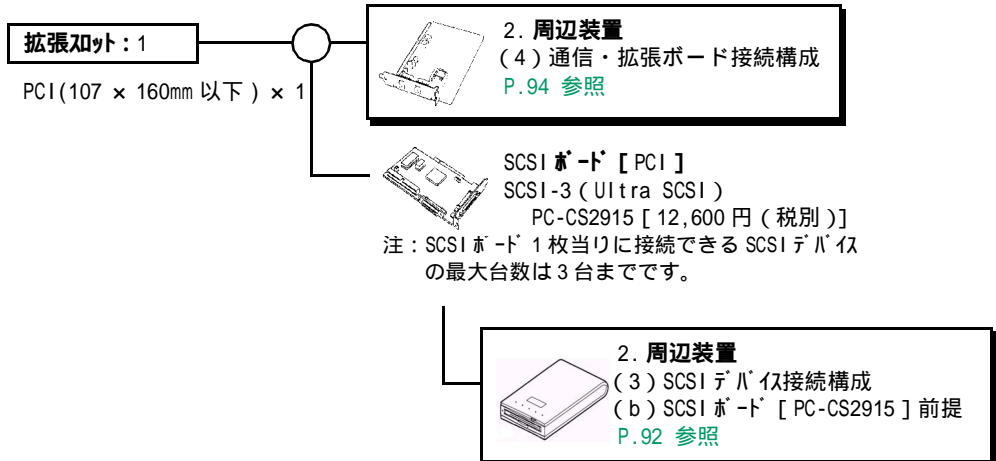 拡張ｽﾛｯﾄ：1
PCI(107 × 160mm 以下 ) × 1
2. 周辺装置
( 4 ) 通信・拡張ボード接続構成
P.94 参照
SCSI ﾎﾞｰﾄﾞ [ PCI ]
SCSI-3 ( Ultra SCSI )
PC-CS2915 [ 12,600 円 ( 税別 )]
注 : SCSI ﾎﾞｰﾄﾞ 1 枚当りに接続できる SCSI ﾃﾞﾊﾞｲｽ
の最大台数は 3 台までです。
2. 周辺装置
( 3 ) SCSI ﾃﾞﾊﾞｲｽ接続構成
( b ) SCSI ﾎﾞｰﾄﾞ [ PC-CS2915 ] 前提
P.92 参照